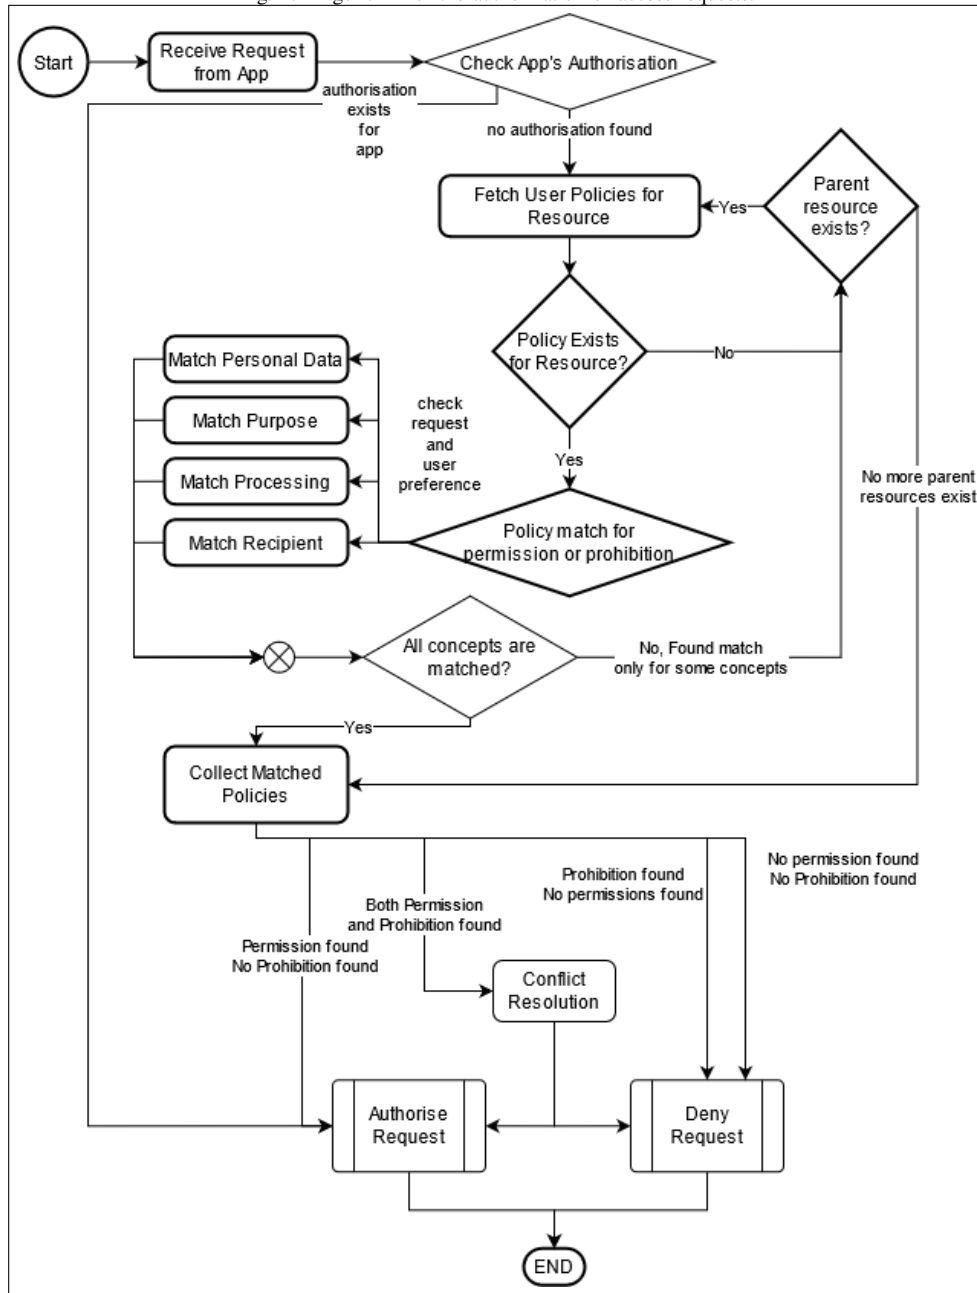 Start
Receive Request
from App
Check App's Authorisation
authorisation
exists
for
app
no authorisation found
Fetch User Policies for
Resource
Yes
Parent
resource
exists?
Policy Exists
for Resource?
No
Match Personal Data
Match Purpose
Match Processing
Match Recipient
check
request
and
user
preference
Yes
No more parent
resources exist
Policy match for
permission or prohibition
All concepts are
matched?
No, Found match
only for some concepts
Yes
Collect Matched
Policies
Permission found
No Prohibition found
Both Permission
and Prohibition found
Prohibition found
No permissions found
No permission found
No Prohibition found
Conflict
Resolution
Authorise
Request
Deny
Request
END